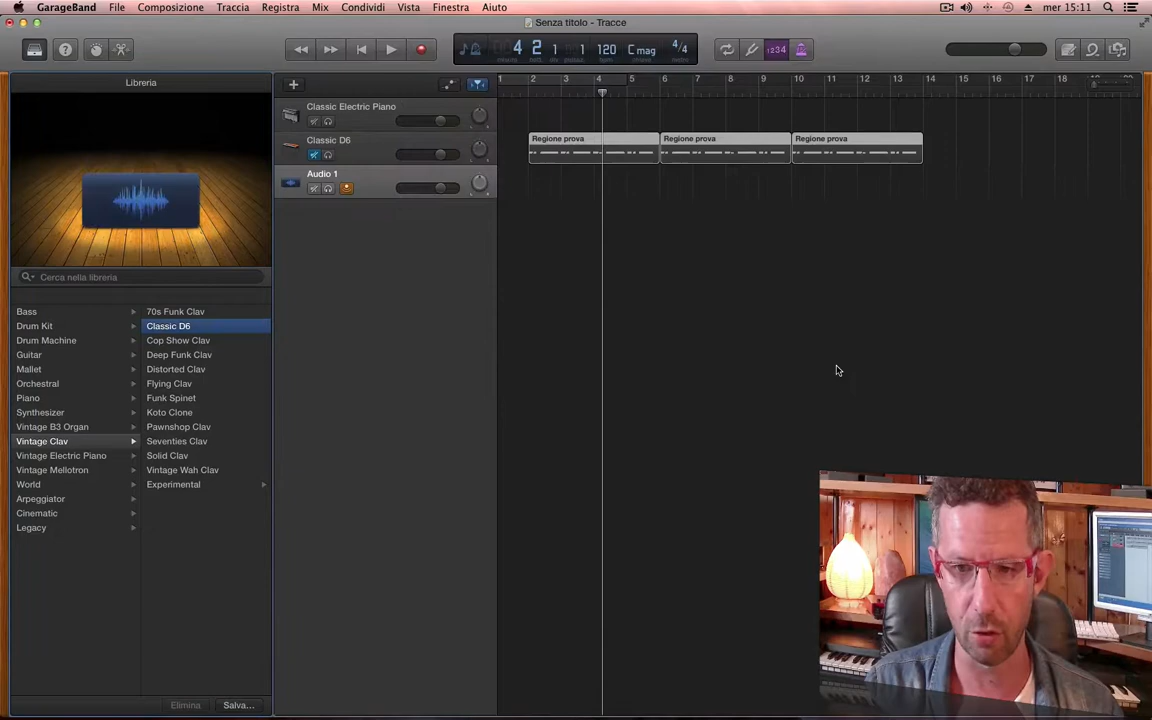 GarageBand File Composizione Traccia Registra Mix Condividi Vista Finestra Aiuto mer 15:11
Senza titolo - Tracce
4 2 1 1 120 C mag 4/4
1234
Libreria
1 2 3 4 5 6 7 8 9 10 11 12 13 14 15 16 17 18
Classic Electric Piano
Classic D6
Regione prova Regione prova Regione prova
Audio 1
Cerca nella libreria
Bass 70s Funk Clav
Drum Kit Classic D6
Drum Machine Cop Show Clav
Guitar Deep Funk Clav
Mallet Distorted Clav
Orchestral Flying Clav
Piano Funk Spinet
Synthesizer Koto Clone
Vintage B3 Organ Pawnshop Clav
Vintage Clav Seventies Clav
Vintage Electric Piano Solid Clav
Vintage Mellotron Vintage Wah Clav
World Experimental
Arpeggiator
Cinematic
Legacy
Elimina Salva...